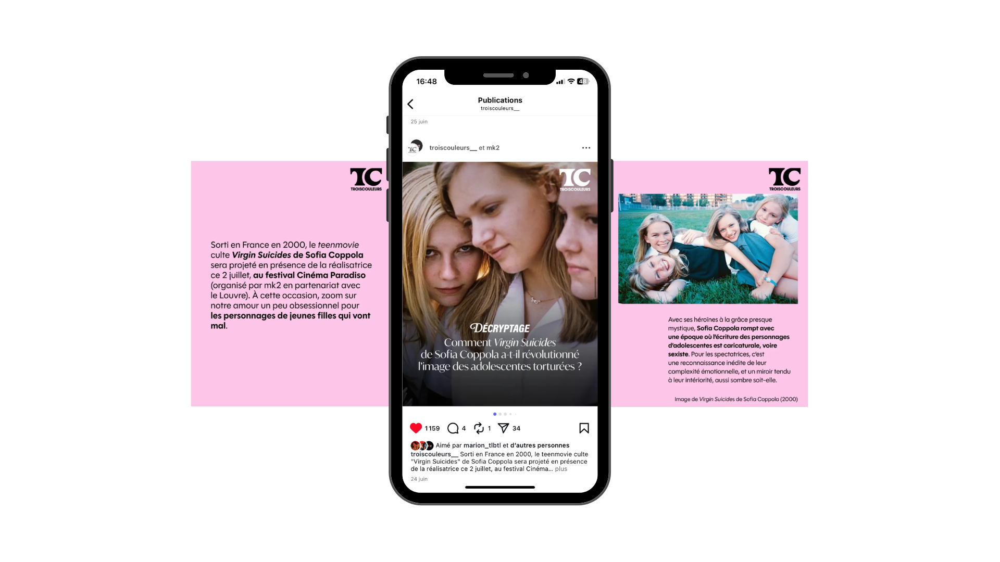 TC
TROISCOULEURS
Sorti en France en 2000, le teenmovie
culte Virgin Suicides de Sofia Coppola
sera projeté en présence de la réalisatrice
ce 2 juillet, au festival Cinéma Paradiso
(organisé par mk2 en partenariat avec
le Louvre). À cette occasion, zoom sur
notre amour un peu obsessionnel pour
les personnages de jeunes filles qui vont
mal.
16:48
48
Publications
troiscouleurs__
25 juin
TC
troiscouleurs__ et mk2
TC
TROISCOULEURS
DÉCRYPTAGE
Comment Virgin Suicides
de Sofia Coppola a-t-il révolutionné
l'image des adolescentes torturées ?
1 159 4 1 34
Aimé par marion_tlbtl et d'autres personnes
troiscouleurs__ Sorti en France en 2000, le teenmovie culte
"Virgin Suicides" de Sofia Coppola sera projeté en présence
de la réalisatrice ce 2 juillet, au festival Cinéma... plus
24 juin
TC
TROISCOULEURS
Avec ses héroïnes à la grâce presque
mystique, Sofia Coppola rompt avec
une époque où l'écriture des personnages
d'adolescentes est caricaturale, voire
sexiste. Pour les spectatrices, c'est
une reconnaissance inédite de leur
complexité émotionnelle, et un miroir tendu
à leur intériorité, aussi sombre soit-elle.
Image de Virgin Suicides de Sofia Coppola (2000)